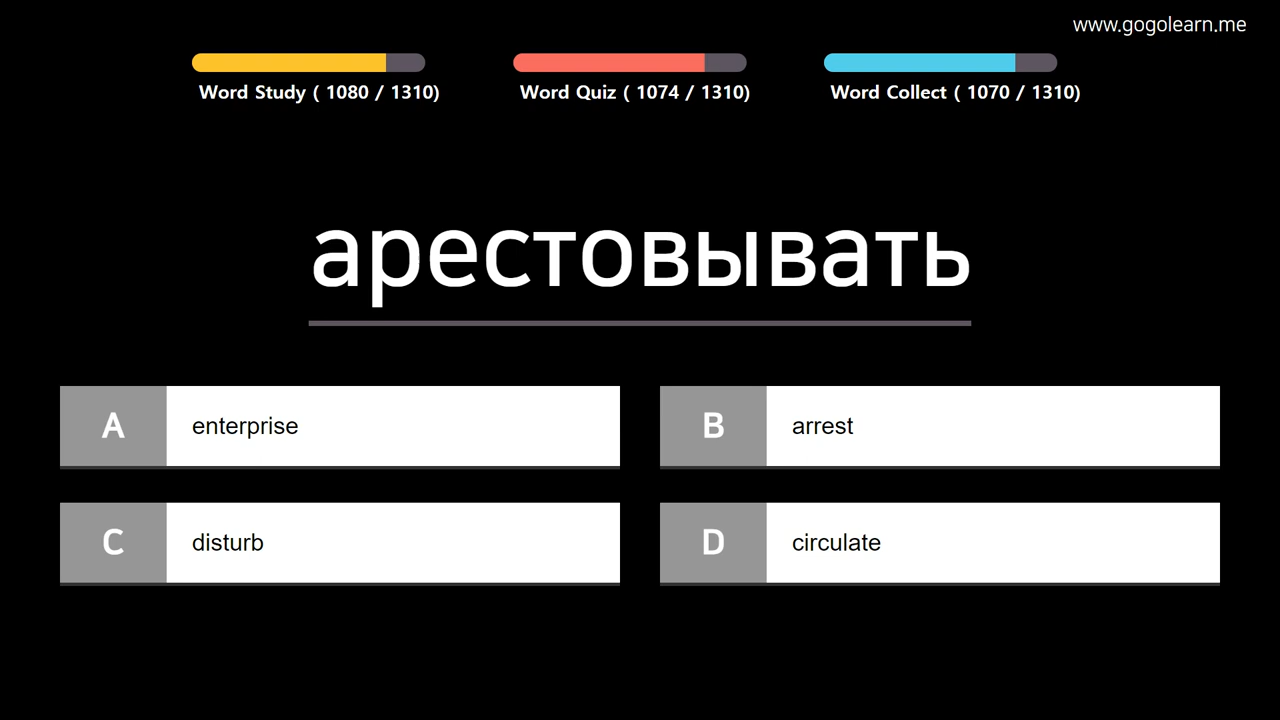 www.gogolearn.me
Word Study ( 1080 / 1310)
Word Quiz ( 1074 / 1310)
Word Collect ( 1070 / 1310)
арестовывать
A enterprise
B arrest
C disturb
D circulate